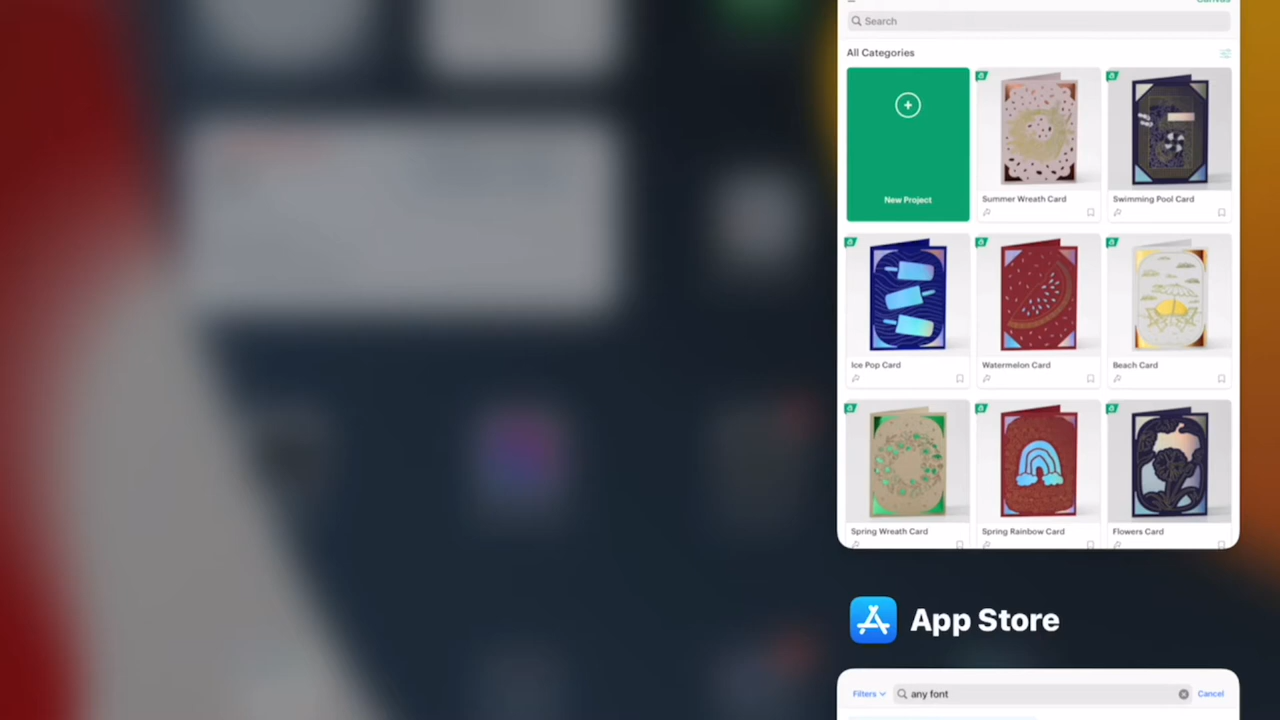 Search
All Categories
New Project
Summer Wreath Card
Swimming Pool Card
Ice Pop Card
Watermelon Card
Beach Card
Spring Wreath Card
Spring Rainbow Card
Flowers Card
App Store
Filters
any font
Cancel